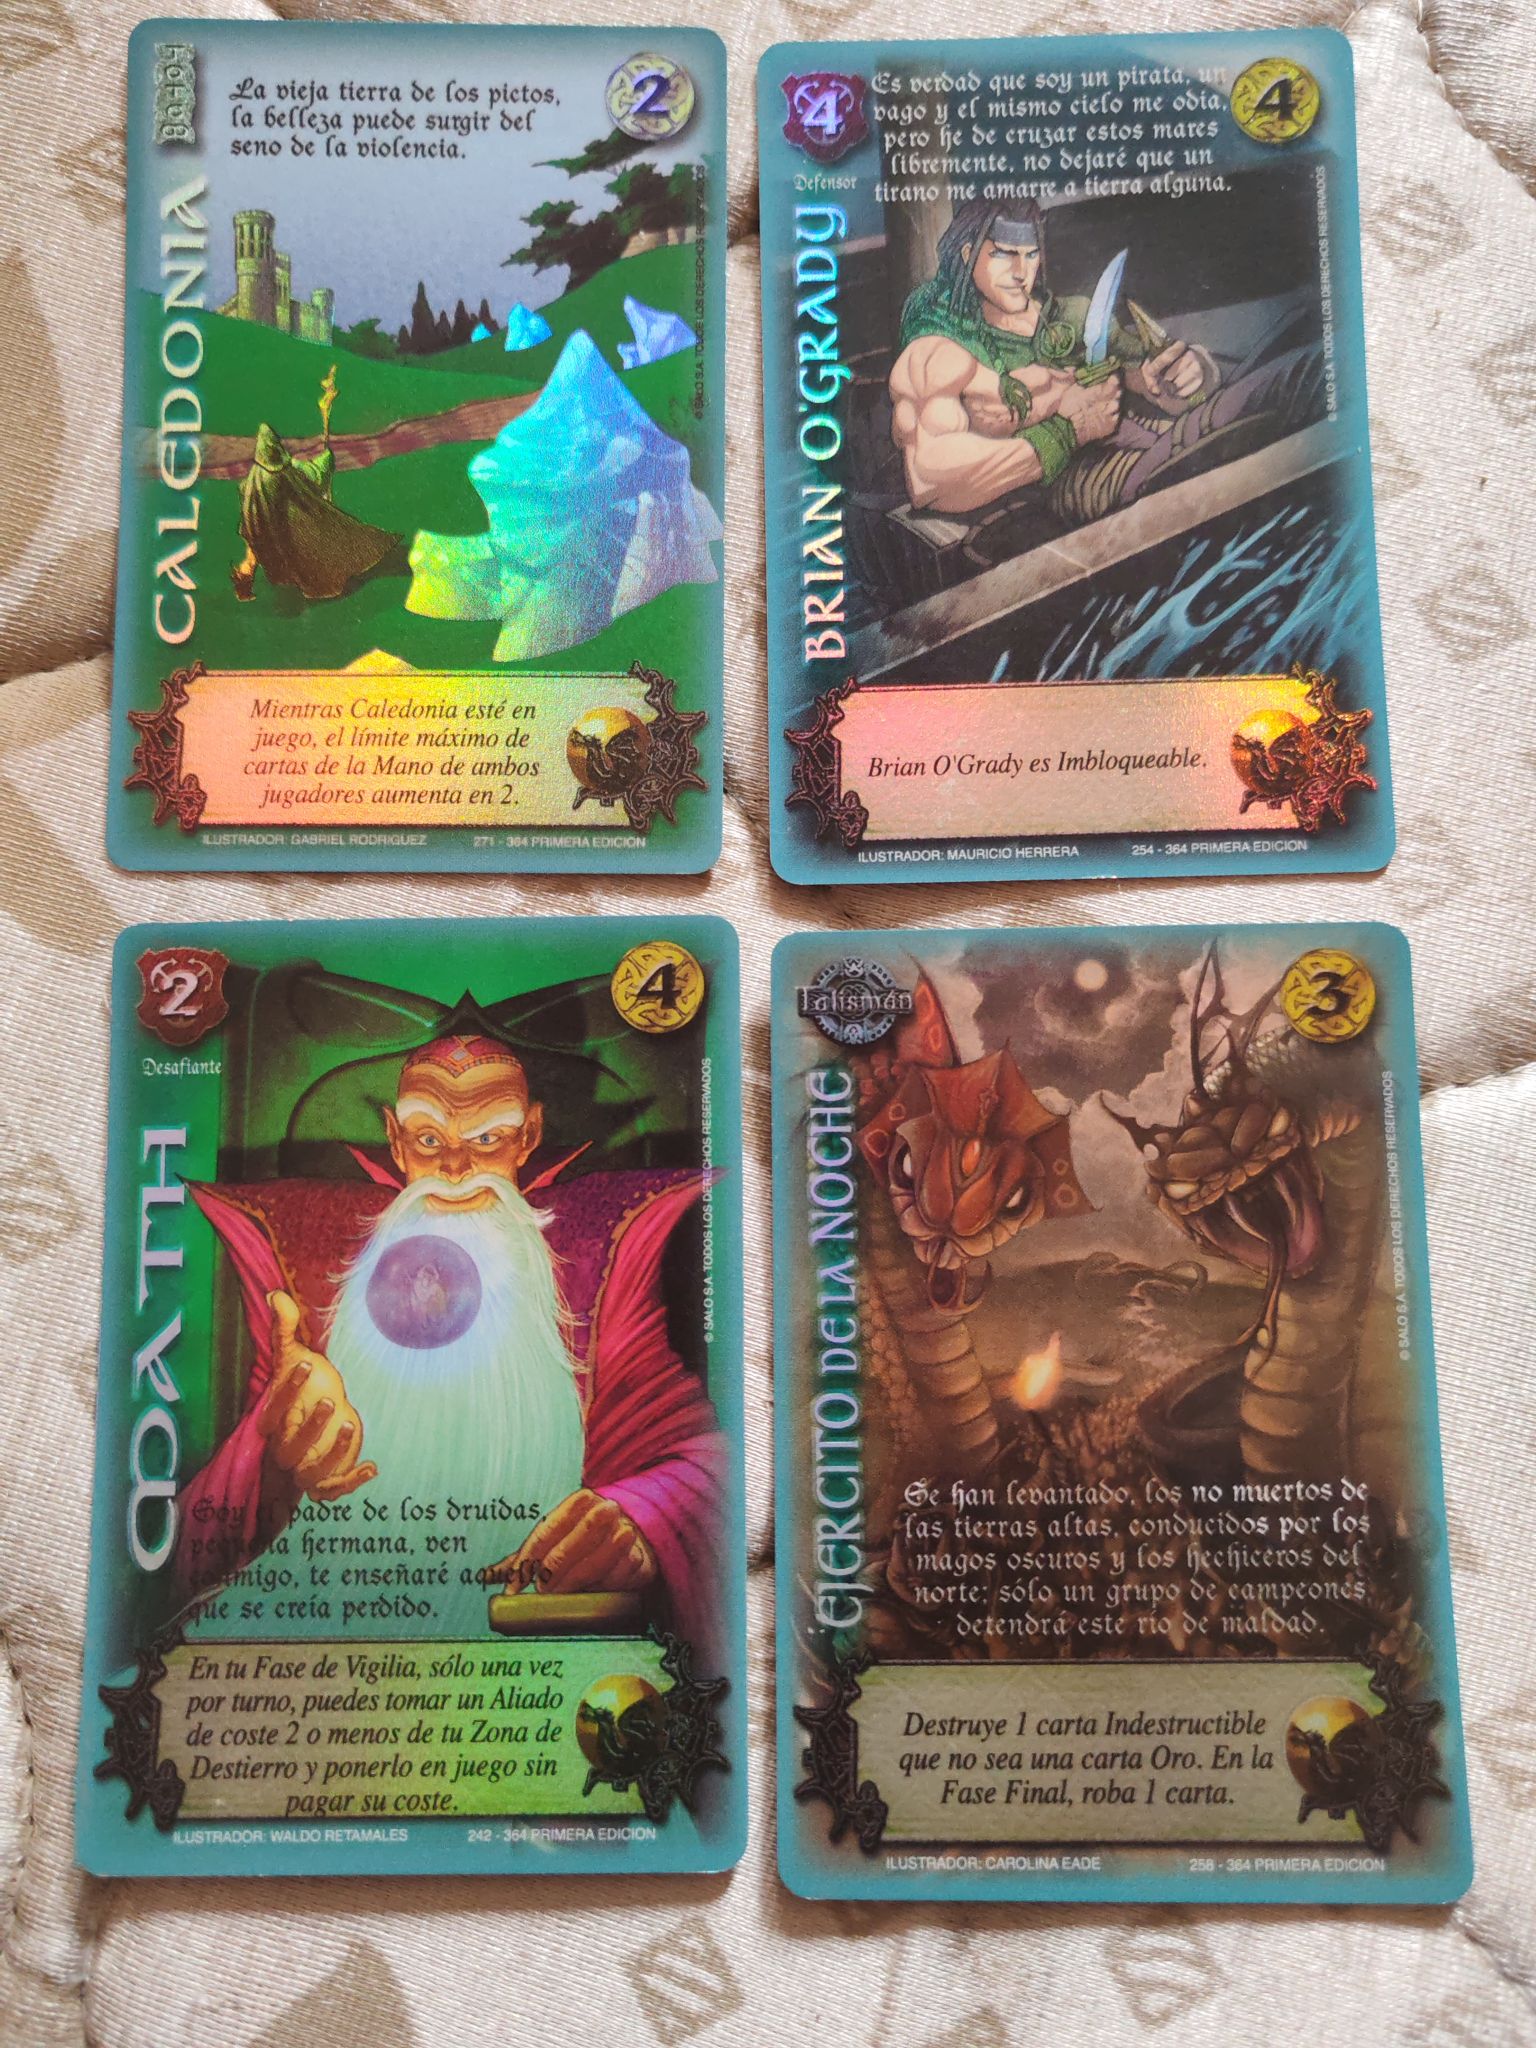 Totem
La vieja tierra de los pictos,
la belleza puede surgir del
seno de la violencia.
2
CALEDONIA
© SALO S.A. TODOS LOS DERECHOS RESERVADOS
Mientras Caledonia esté en
juego, el límite máximo de
cartas de la Mano de ambos
jugadores aumenta en 2.
ILUSTRADOR: GABRIEL RODRIGUEZ 271 - 364 PRIMERA EDICION
4
Defensor
Es verdad que soy un pirata, un
vago y el mismo cielo me odia,
pero he de cruzar estos mares
libremente, no dejaré que un
tirano me amarre a tierra alguna.
4
BRIAN O'GRADY
© SALO S.A. TODOS LOS DERECHOS RESERVADOS
Brian O'Grady es Imbloqueable.
ILUSTRADOR: MAURICIO HERRERA 254 - 364 PRIMERA EDICION
2
Desafiante
4
MATH
© SALO S.A. TODOS LOS DERECHOS RESERVADOS
Soy el padre de los druidas,
pequeña hermana, ven
conmigo, te enseñaré aquello
que se creía perdido.
En tu Fase de Vigilia, sólo una vez
por turno, puedes tomar un Aliado
de coste 2 o menos de tu Zona de
Destierro y ponerlo en juego sin
pagar su coste.
ILUSTRADOR: WALDO RETAMALES 242 - 364 PRIMERA EDICION
Talismán
3
EJERCITO DE LA NOCHE
© SALO S.A. TODOS LOS DERECHOS RESERVADOS
Se han levantado, los no muertos de
las tierras altas, conducidos por los
magos oscuros y los hechiceros del
norte; sólo un grupo de campeones,
detendrá este río de maldad.
Destruye 1 carta Indestructible
que no sea una carta Oro. En la
Fase Final, roba 1 carta.
ILUSTRADOR: CAROLINA EADE 258 - 364 PRIMERA EDICION